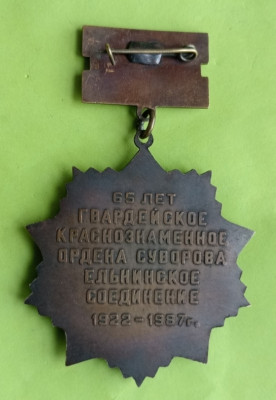 65 ЛЕТ
ГВАРДЕЙСКОЕ
КРАСНОЗНАМЕННОЕ
ОРДЕНА СУВОРОВА
ЕЛЬНИНСКОЕ
СОЕДИНЕНИЕ
1922-1987г.